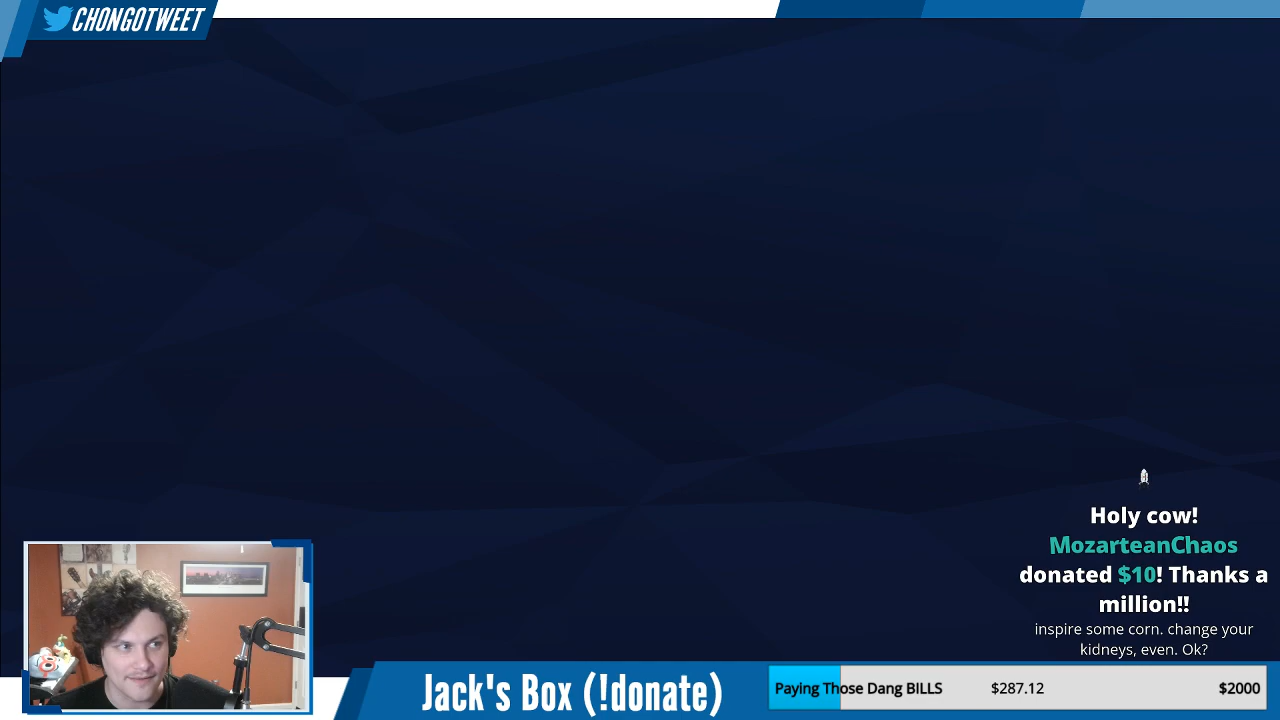 CHONGOTWEET
Holy cow!
MozarteanChaos
donated $10! Thanks a
million!!
inspire some corn. change your
kidneys, even. Ok?
Jack's Box (!donate)
Paying Those Dang BILLS $287.12 $2000